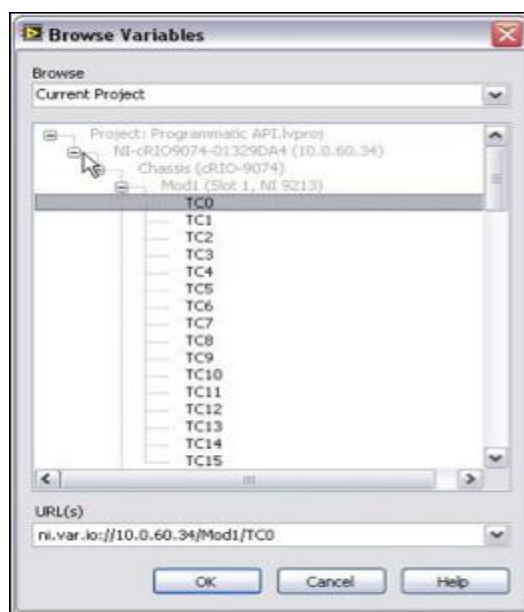 Browse Variables
Browse
Current Project
Project: Programmatic API.lvproj
NI-cRIO9074-01329DA4 (10.0.60.34)
Chassis (cRIO-9074)
Mod1 (Slot 1, NI 9213)
TC0
TC1
TC2
TC3
TC4
TC5
TC6
TC7
TC8
TC9
TC10
TC11
TC12
TC13
TC14
TC15
URL(s)
ni.var.io://10.0.60.34/Mod1/TC0
OK Cancel Help